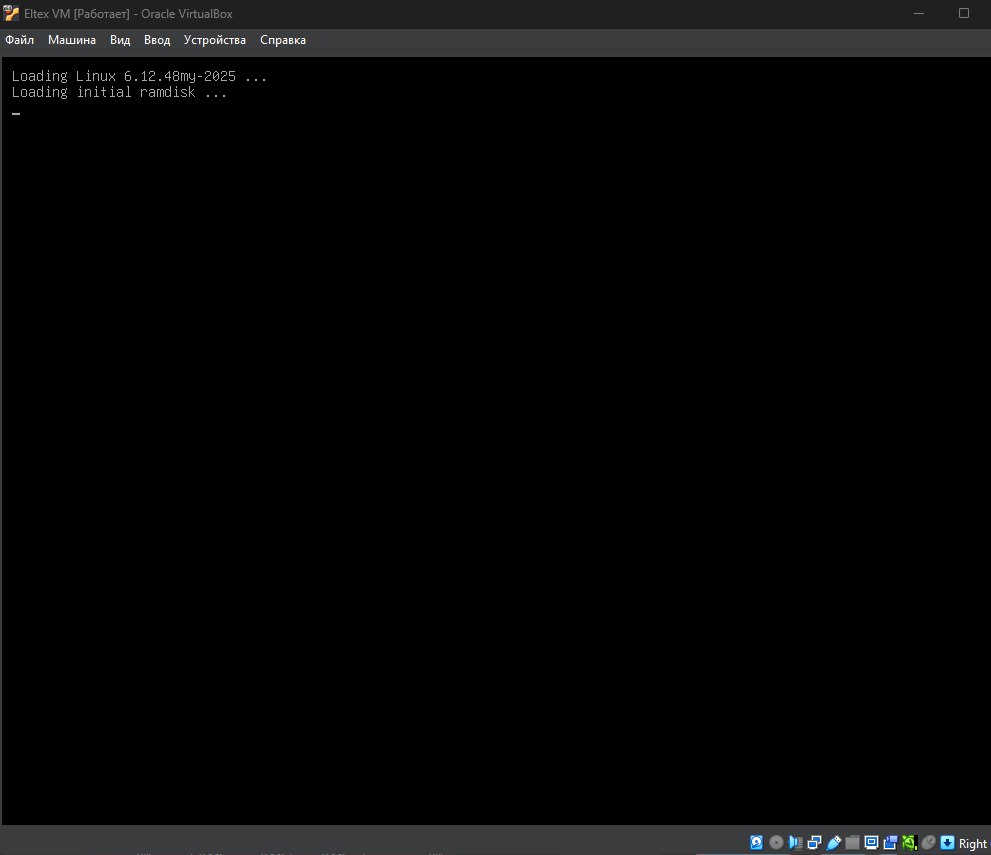 Eltex VM [Работает] - Oracle VirtualBox
Файл Машина Вид Ввод Устройства Справка
Loading Linux 6.12.48my-2025 ...
Loading initial ramdisk ...
Right